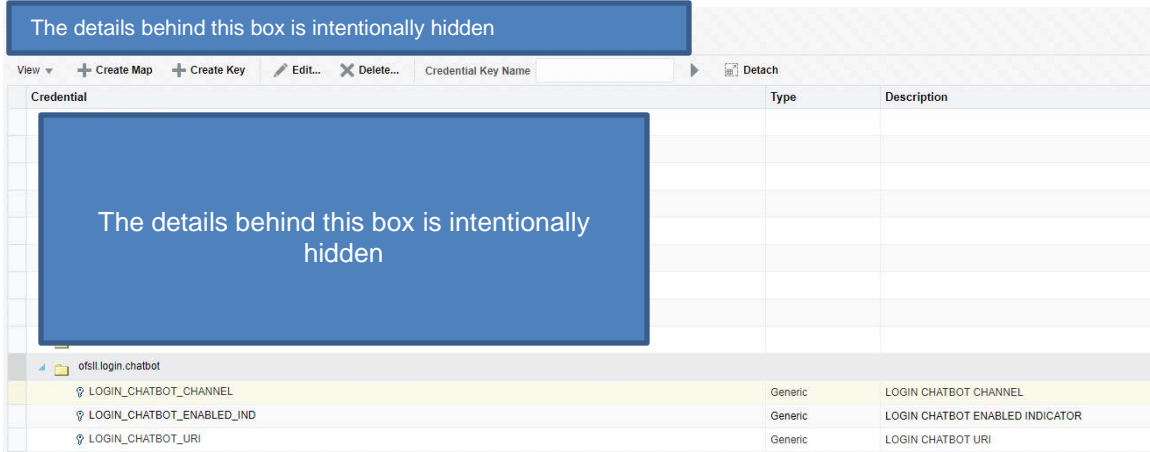 The details behind this box is intentionally hidden
View Create Map Create Key Edit... Delete... Credential Key Name Detach
Credential Type Description
The details behind this box is intentionally
hidden
ofsll.login.chatbot
LOGIN_CHATBOT_CHANNEL Generic LOGIN CHATBOT CHANNEL
LOGIN_CHATBOT_ENABLED_IND Generic LOGIN CHATBOT ENABLED INDICATOR
LOGIN_CHATBOT_URI Generic LOGIN CHATBOT URI